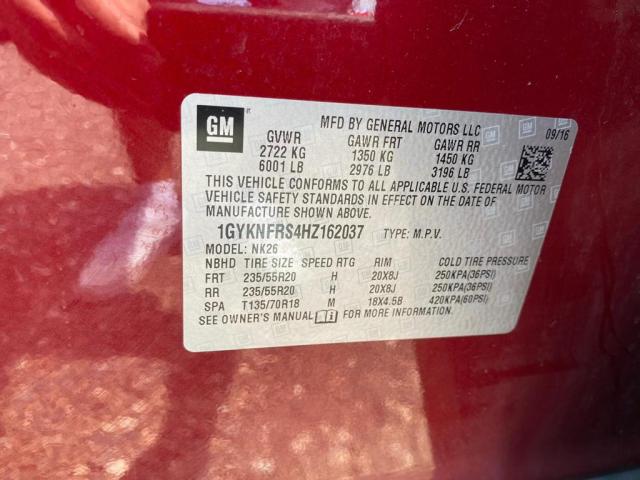 GM
MFD BY GENERAL MOTORS LLC
09/16
GVWR GAWR FRT GAWR RR
2722 KG 1350 KG 1450 KG
6001 LB 2976 LB 3196 LB
THIS VEHICLE CONFORMS TO ALL APPLICABLE U.S. FEDERAL MOTOR
VEHICLE SAFETY STANDARDS IN EFFECT ON THE DATE OF
MANUFACTURE SHOWN ABOVE.
1GYKNFRS4HZ162037 TYPE: M.P.V.
MODEL: NK26
NBHD TIRE SIZE SPEED RTG RIM COLD TIRE PRESSURE
FRT 235/55R20 H 20X8J 250KPA(36PSI)
RR 235/55R20 H 20X8J 250KPA(36PSI)
SPA T135/70R18 M 18X4.5B 420KPA(60PSI)
SEE OWNER'S MANUAL FOR MORE INFORMATION.